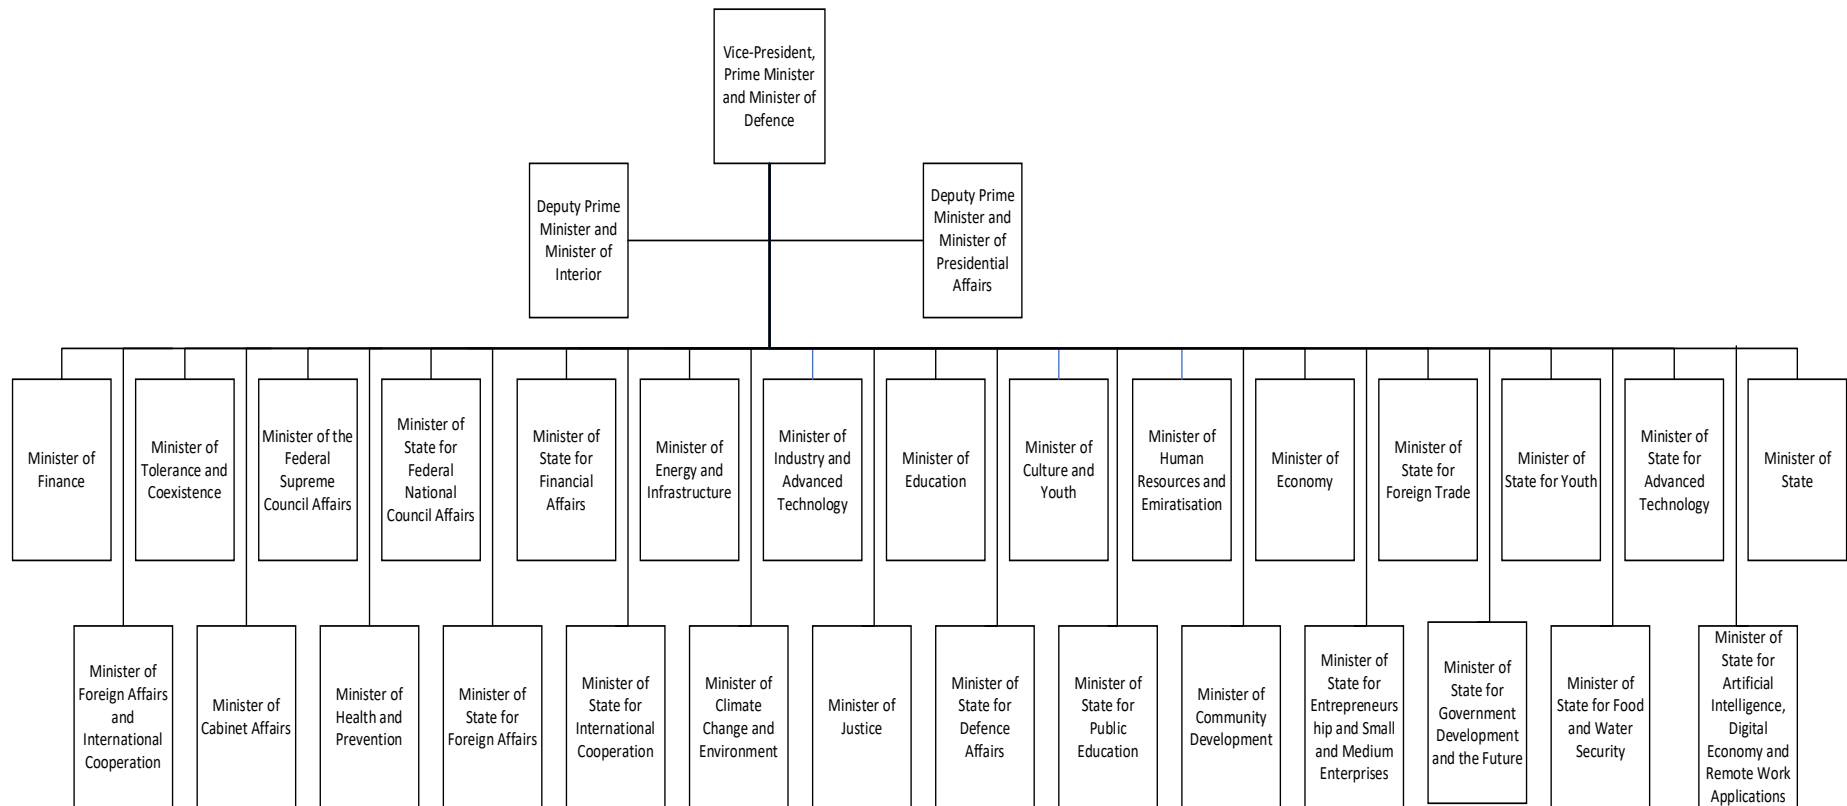 Vice-President,
Prime Minister
and Minister of
Defence
Deputy Prime
Minister and
Minister of
Interior
Deputy Prime
Minister and
Minister of
Presidential
Affairs
Minister of
Finance
Minister of
Tolerance and
Coexistence
Minister of the
Federal
Supreme
Council Affairs
Minister of
State for
Federal
National
Council Affairs
Minister of
State for
Financial
Affairs
Minister of
Energy and
Infrastructure
Minister of
Industry and
Advanced
Technology
Minister of
Education
Minister of
Culture and
Youth
Minister of
Human
Resources and
Emiratisation
Minister of
Economy
Minister of
State for
Foreign Trade
Minister of
State for Youth
Minister of
State for
Advanced
Technology
Minister of
State
Minister of
Foreign Affairs
and
International
Cooperation
Minister of
Cabinet Affairs
Minister of
Health and
Prevention
Minister of
State for
Foreign Affairs
Minister of
State for
International
Cooperation
Minister of
Climate
Change and
Environment
Minister of
Justice
Minister of
State for
Defence
Affairs
Minister of
State for
Public
Education
Minister of
Community
Development
Minister of
State for
Entrepreneurs
hip and Small
and Medium
Enterprises
Minister of
State for
Government
Development
and the Future
Minister of
State for Food
and Water
Security
Minister of
State for
Artificial
Intelligence,
Digital
Economy and
Remote Work
Applications